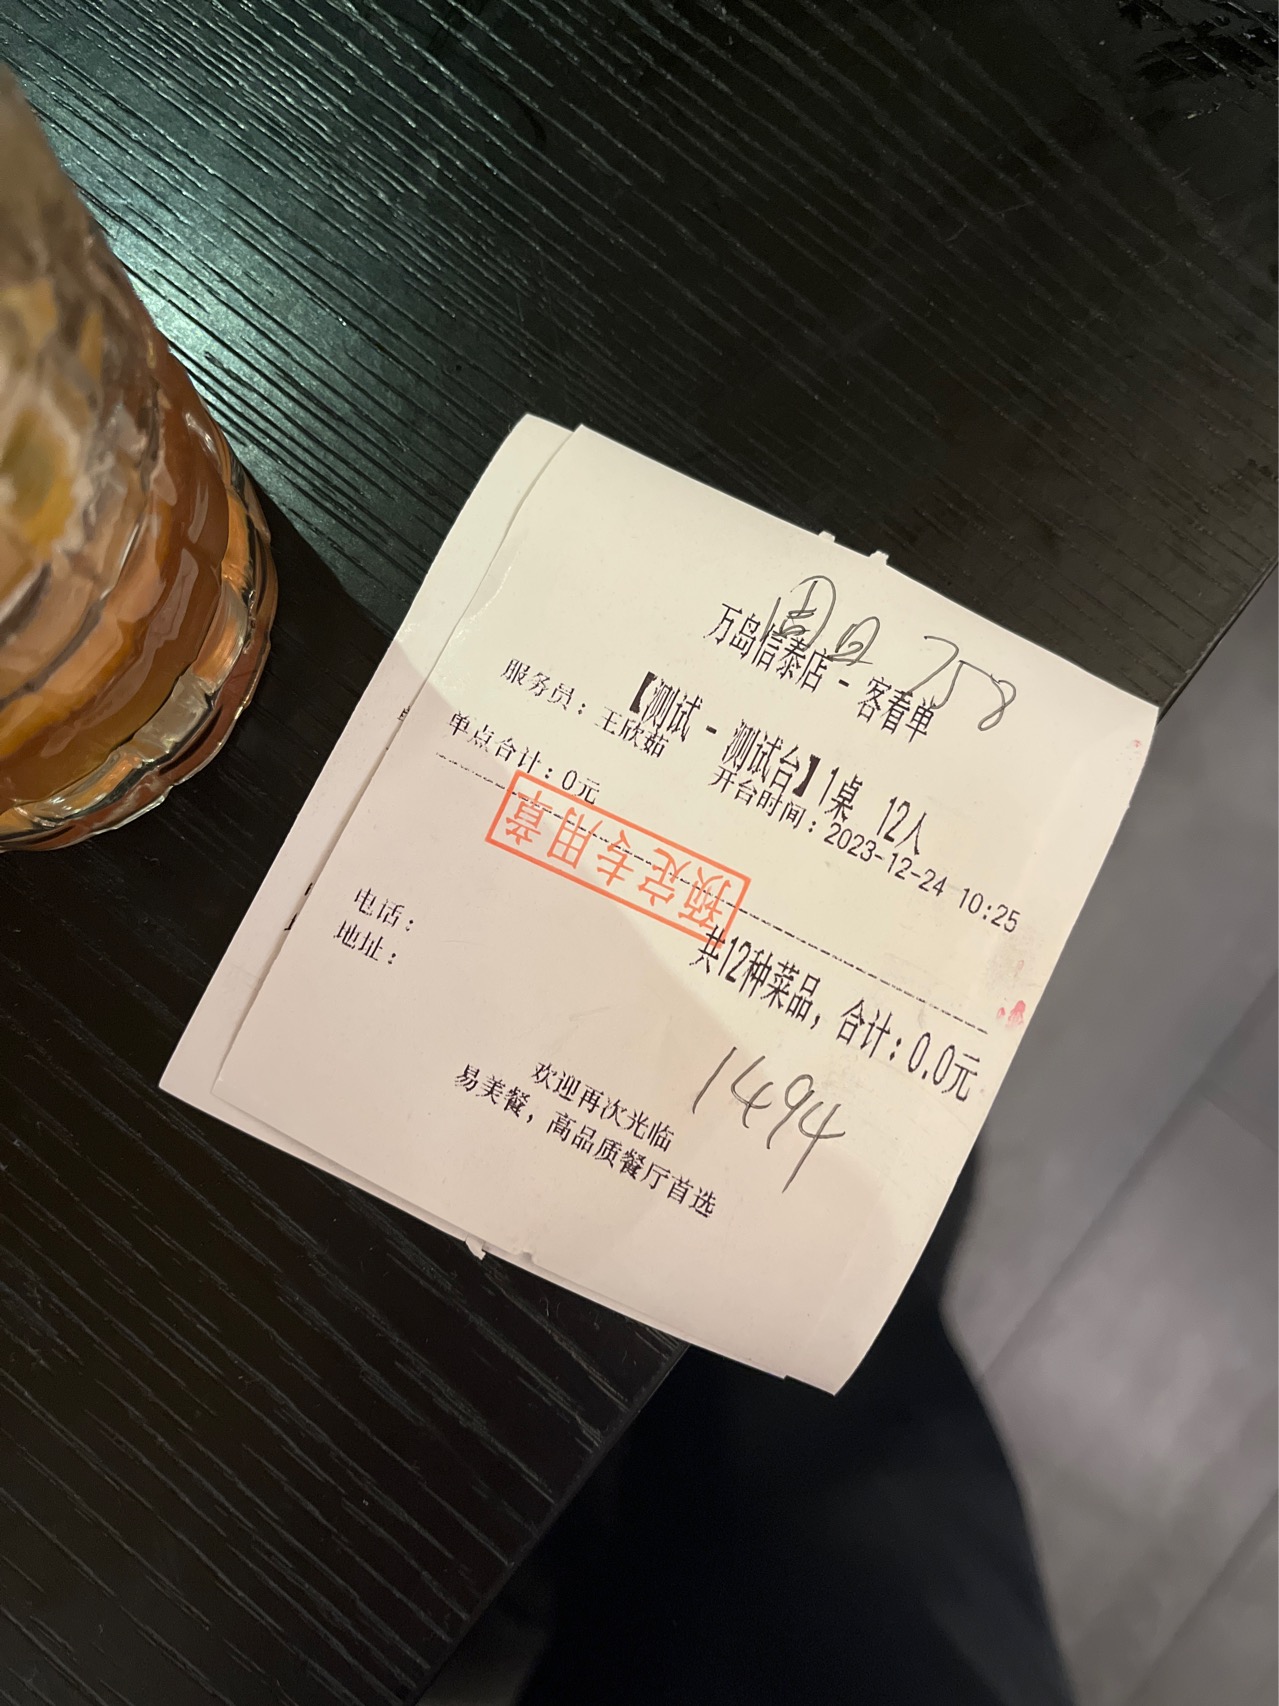 758
万岛信泰店 - 客看单
【测试 - 测试台】1桌 12人
服务员：王欣茹 开台时间：2023-12-24 10:25
单点合计：0元
预定专用章
共12种菜品，合计：0.0元
电话：
地址：
1494
欢迎再次光临
易美餐，高品质餐厅首选